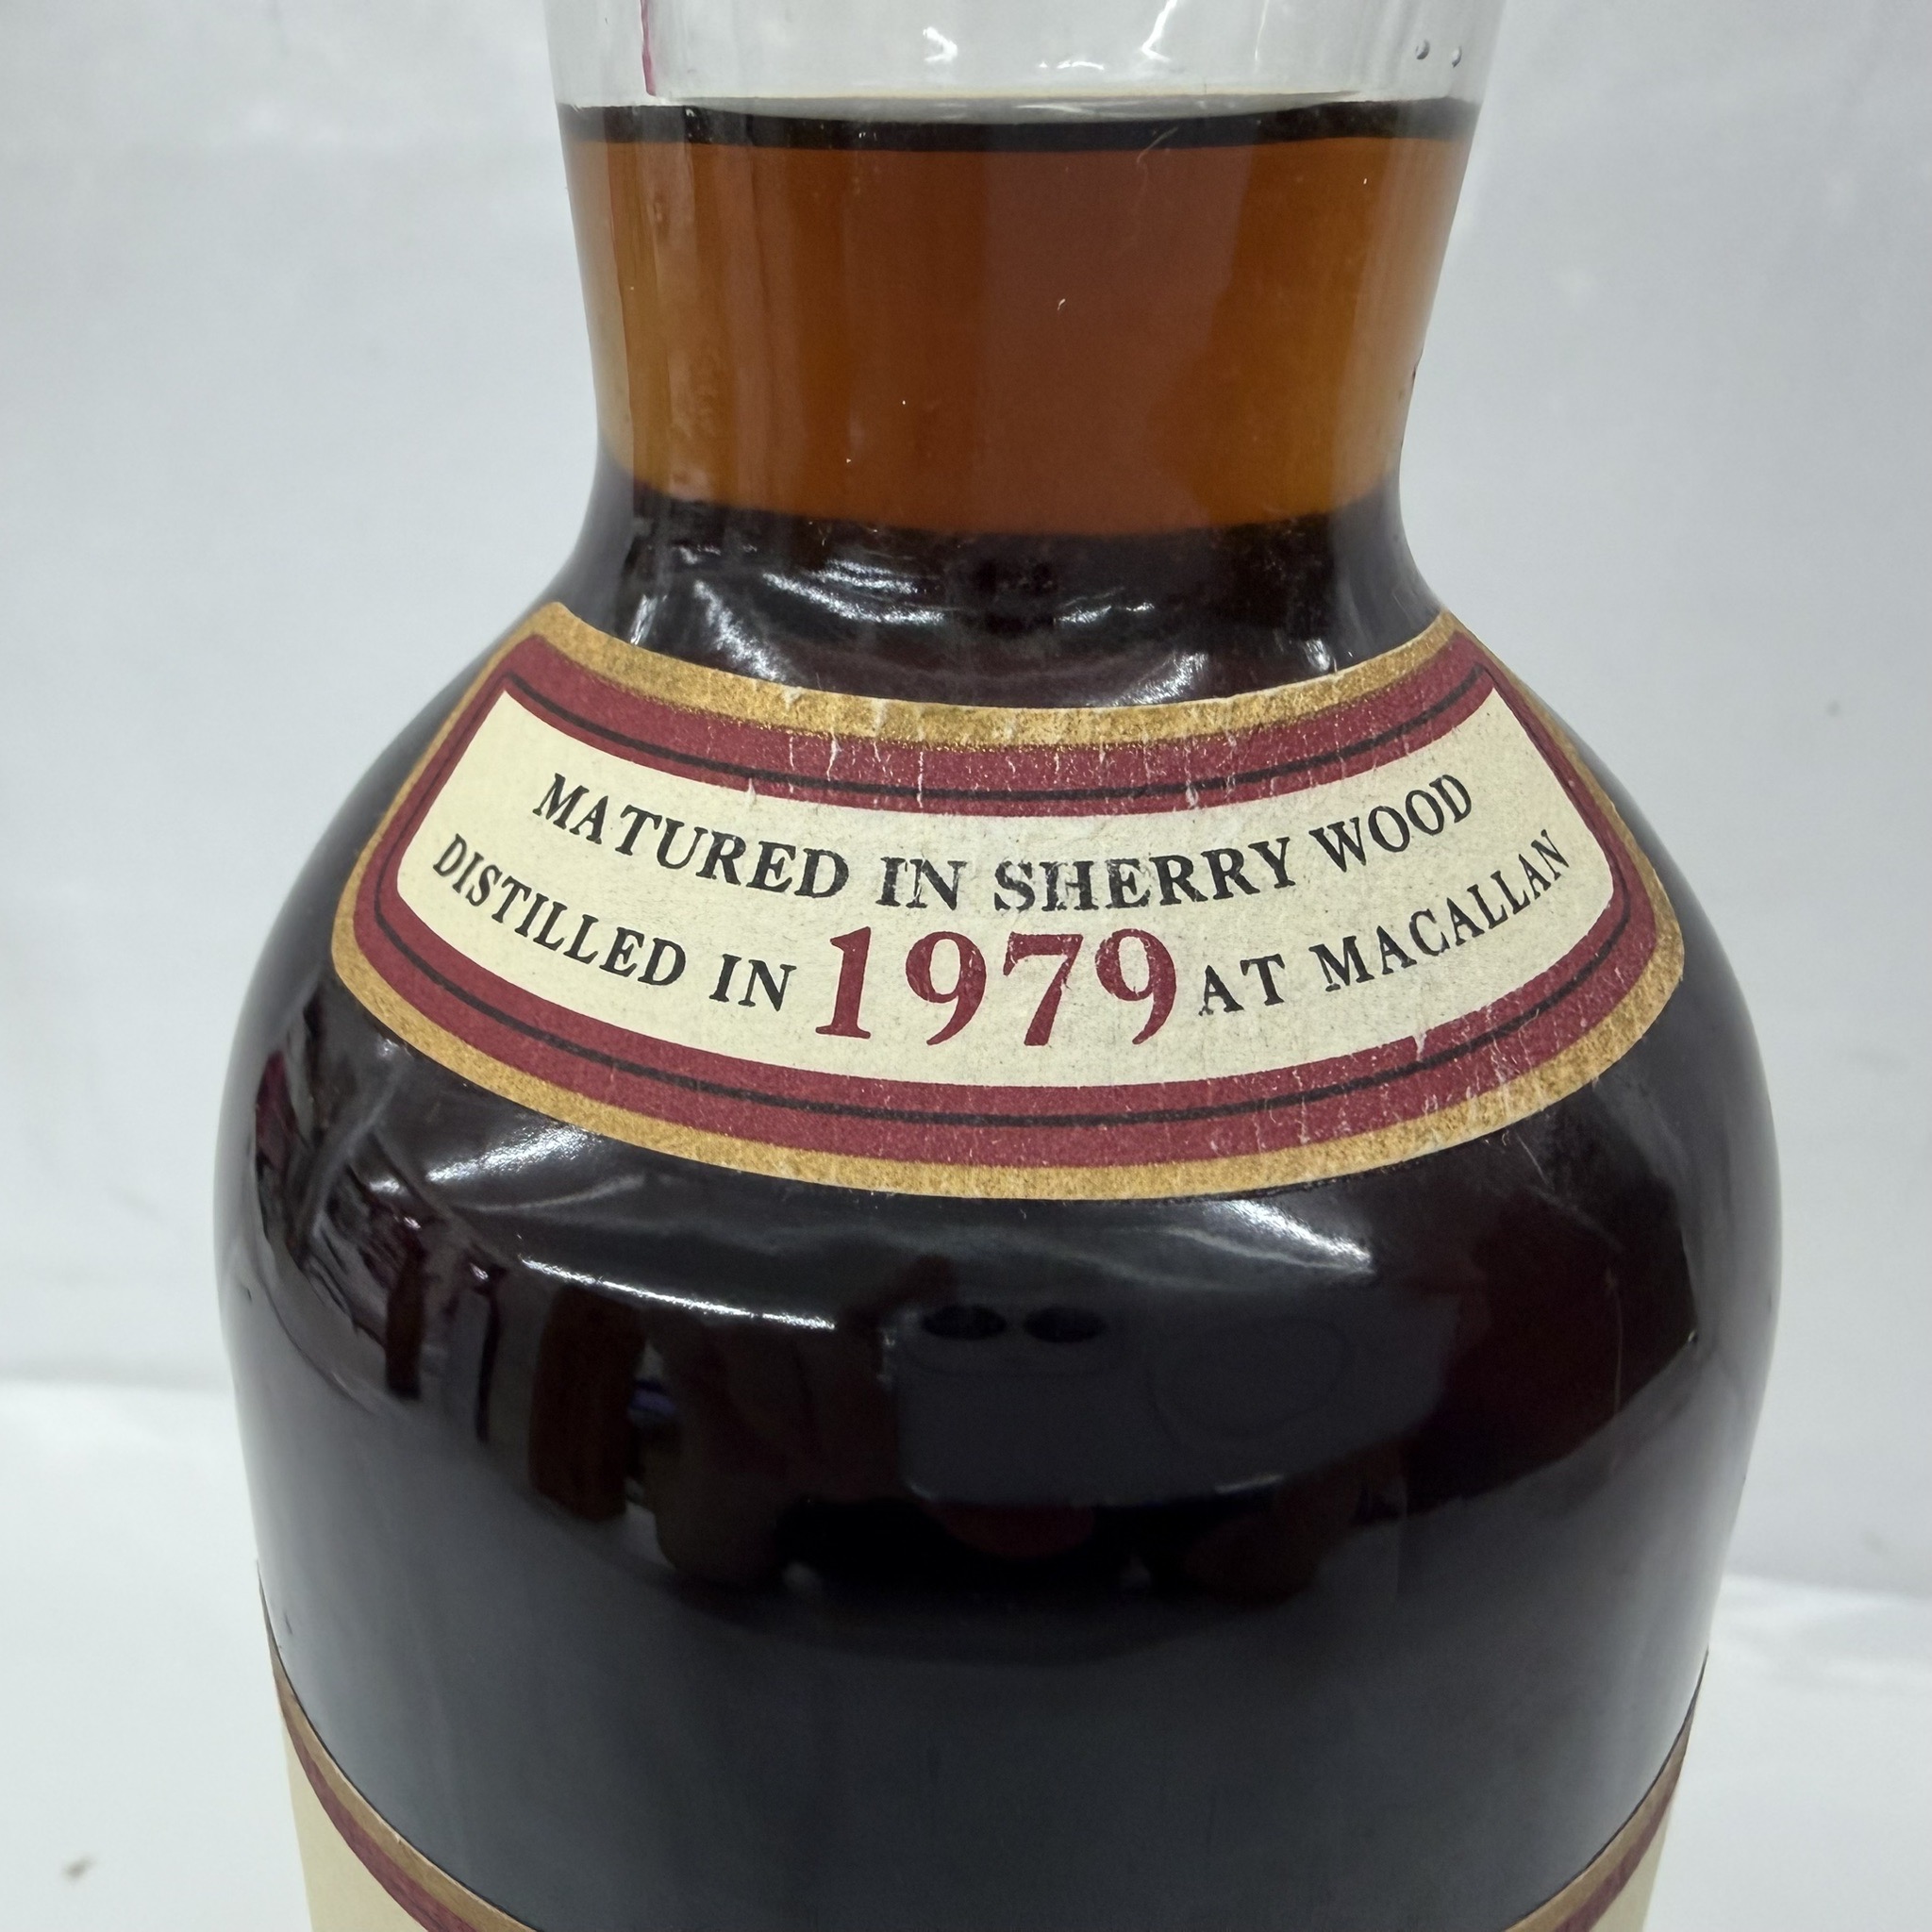 MATURED IN SHERRY WOOD
DISTILLED IN 1979 AT MACALLAN